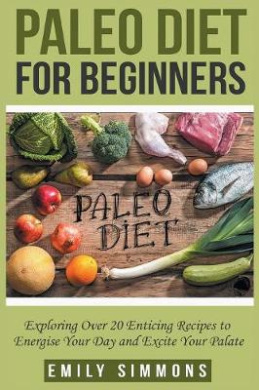 PALEO DIET
FOR BEGINNERS
PALEO
DIET
Exploring Over 20 Enticing Recipes to
Energise Your Day and Excite Your Palate
EMILY SIMMONS